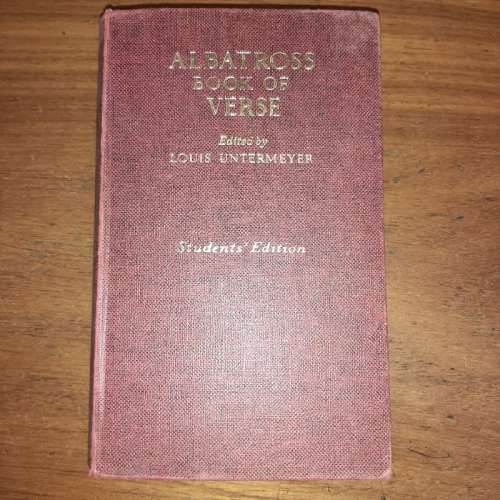 ALBATROSS
BOOK OF
VERSE
Edited by
LOUIS UNTERMEYER
Students' Edition